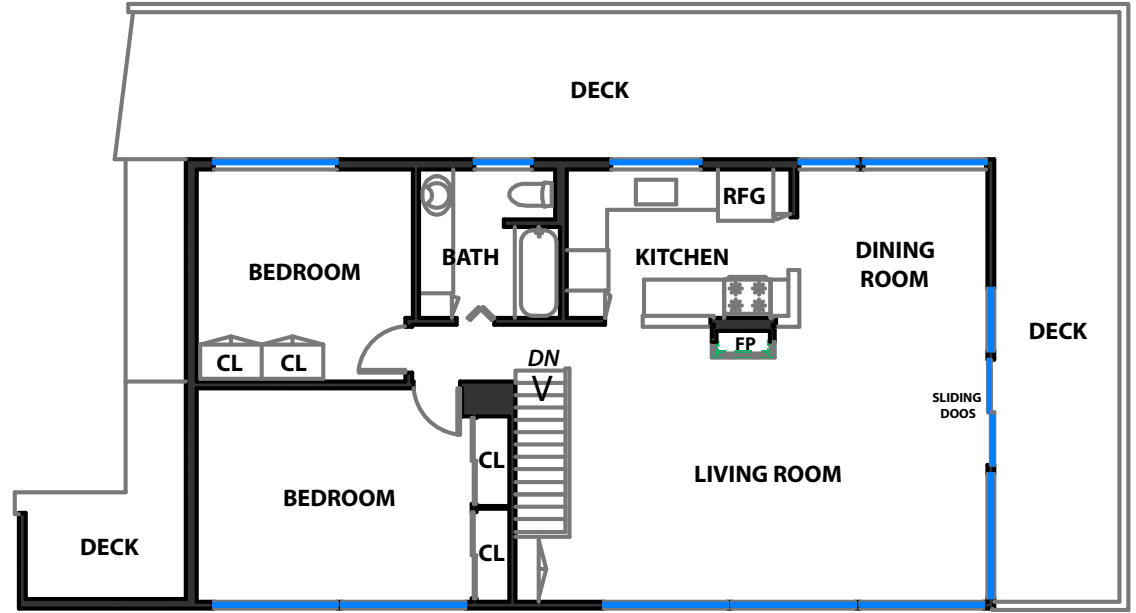 DECK
RFG
BATH
KITCHEN
DINING
ROOM
BEDROOM
DECK
FP
CL
CL
DN
V
SLIDING
DOOS
CL
LIVING ROOM
BEDROOM
DECK
CL